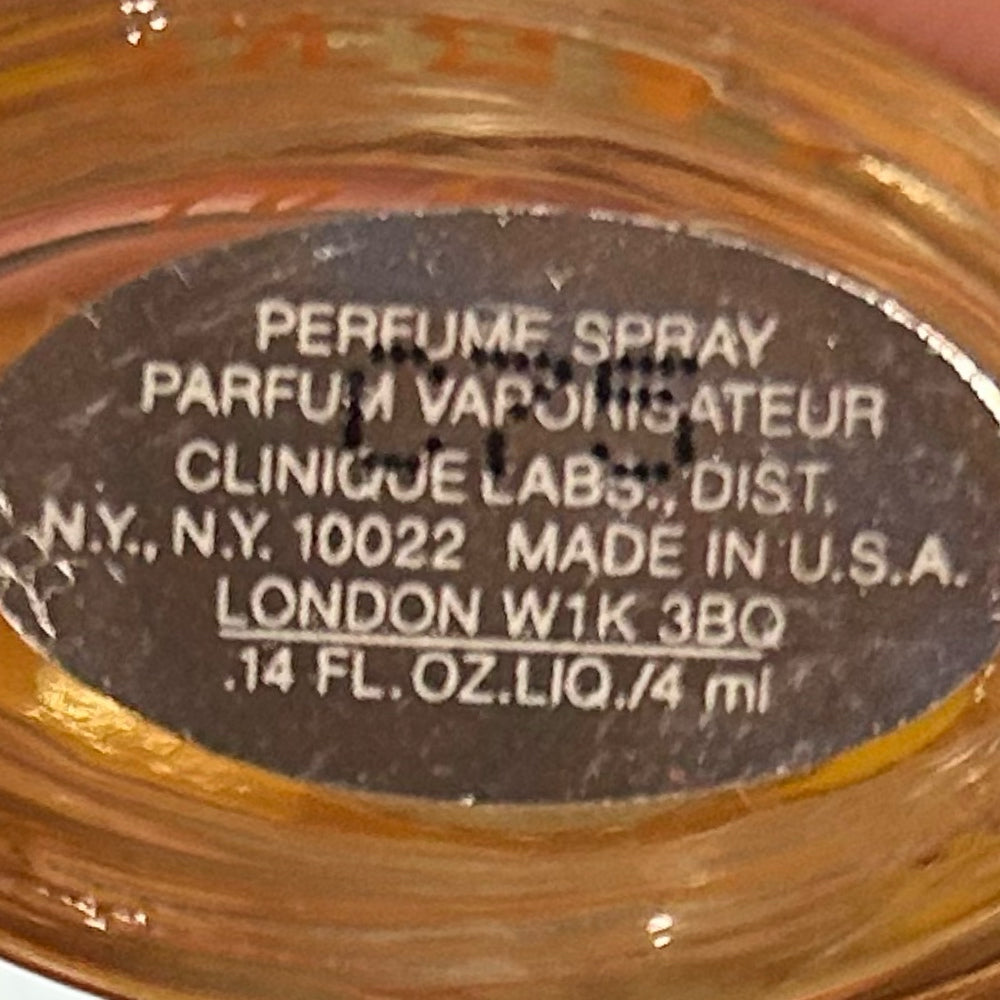 PERFUME SPRAY
PARFUM VAPORISATEUR
C75
CLINIQUE LABS., DIST.
N.Y., N.Y. 10022 MADE IN U.S.A.
LONDON W1K 3BQ
.14 FL. OZ.LIQ./4 ml